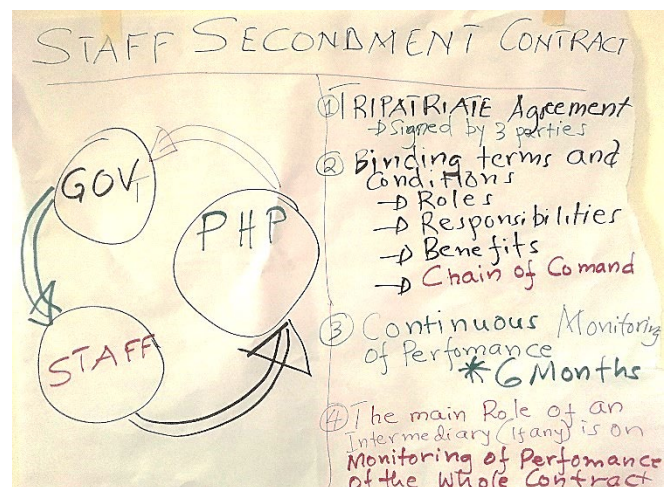 STAFF SECONDMENT CONTRACT
GOVT
PHP
STAFF
① TRIPATRIATE Agreement
→ Signed by 3 parties
② Binding terms and
Conditions
→ Roles
→ Responsibilities
→ Benefits
→ Chain of Comand
③ Continuous Monitoring
of Perfomance
* 6 Months
④ The main Role of an
Intermediary (If any) is on
Monitoring of Perfomance
of the Whole Contract